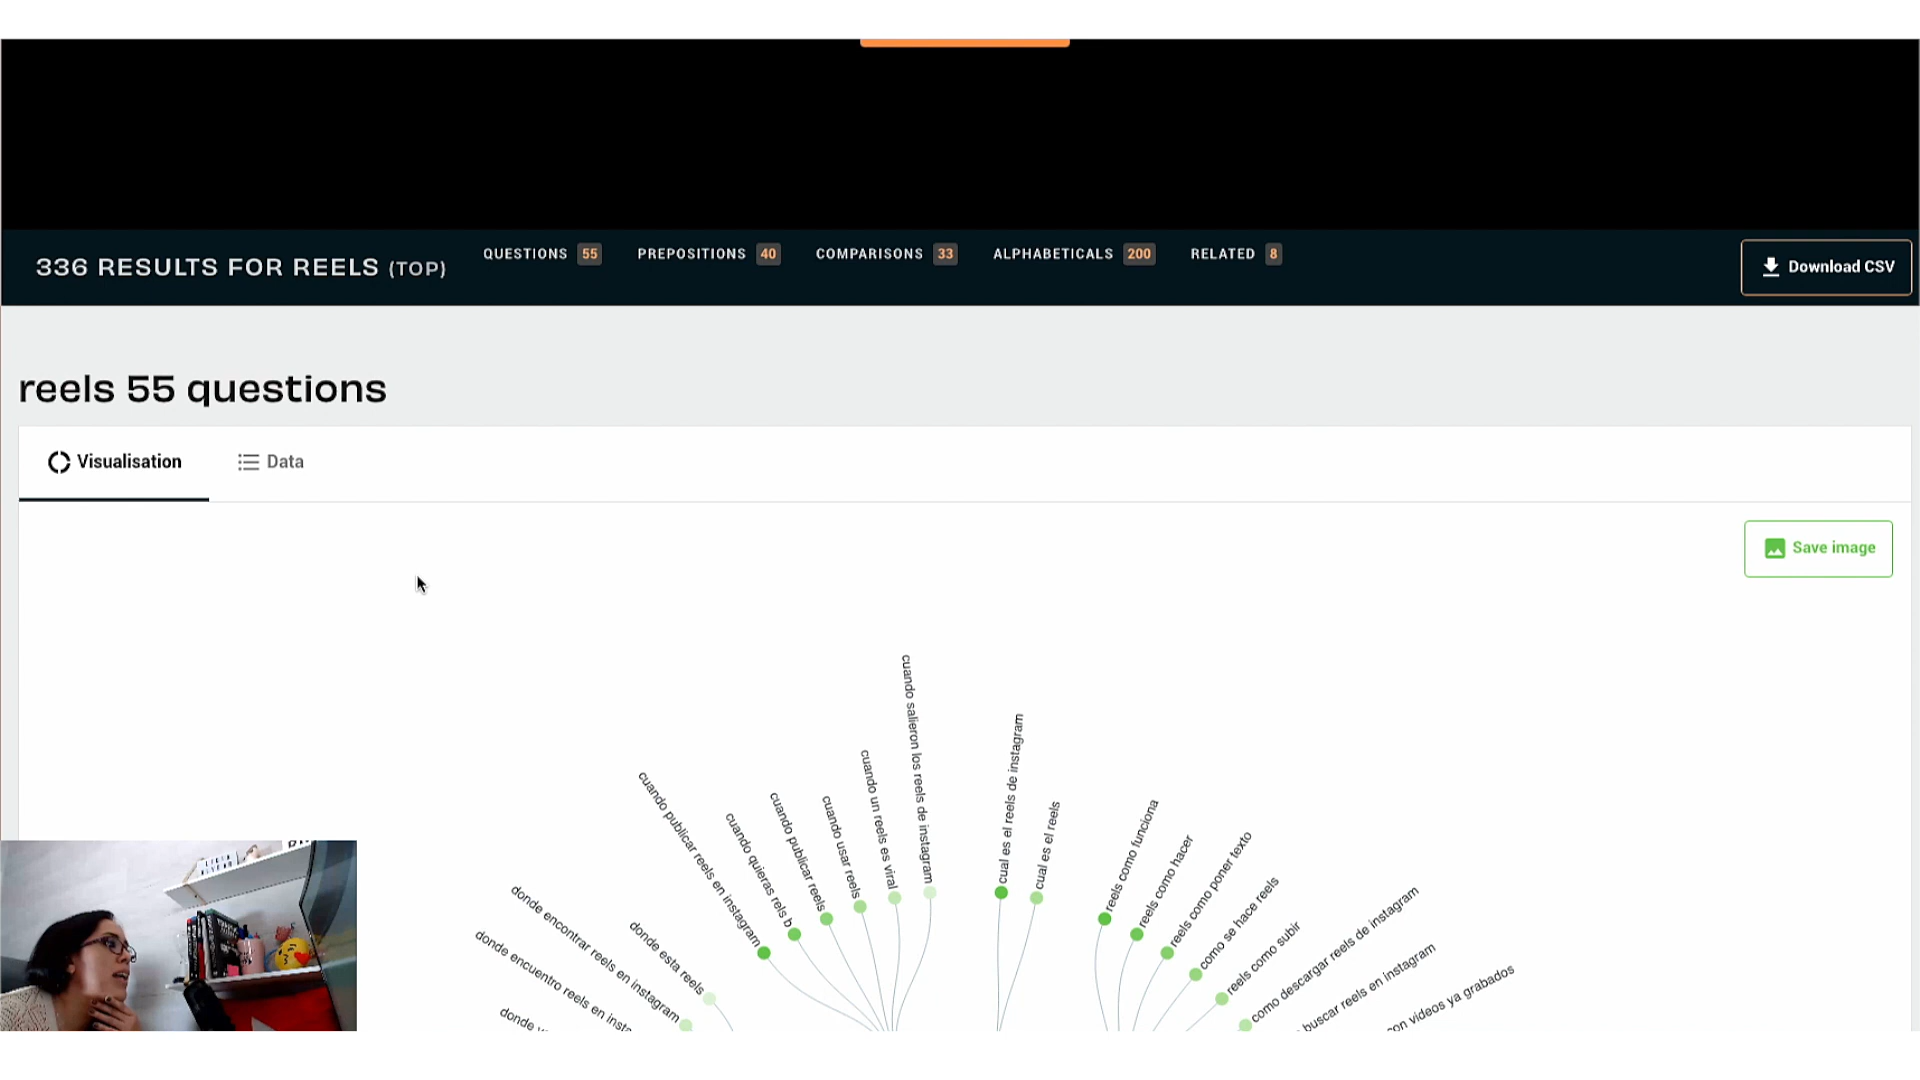 336 RESULTS FOR REELS (TOP)
QUESTIONS 55
PREPOSITIONS 40
COMPARISONS 33
ALPHABETICALS 200
RELATED 8
Download CSV
reels 55 questions
Visualisation
Data
Save image
cuando salieron los reels de instagram
cuando un reels es viral
cuando usar reels
cuando publicar reels
cuando quieras rels b
cuando publicar reels en instagram
donde esta reels
donde encontrar reels en instagram
donde encuentro reels en insta
donde
cual es el reels de instagram
cual es el reels
reels como funciona
reels como hacer
reels como poner texto
como se hace reels
reels como subir
como descargar reels de instagram
buscar reels en instagram
con videos ya grabados